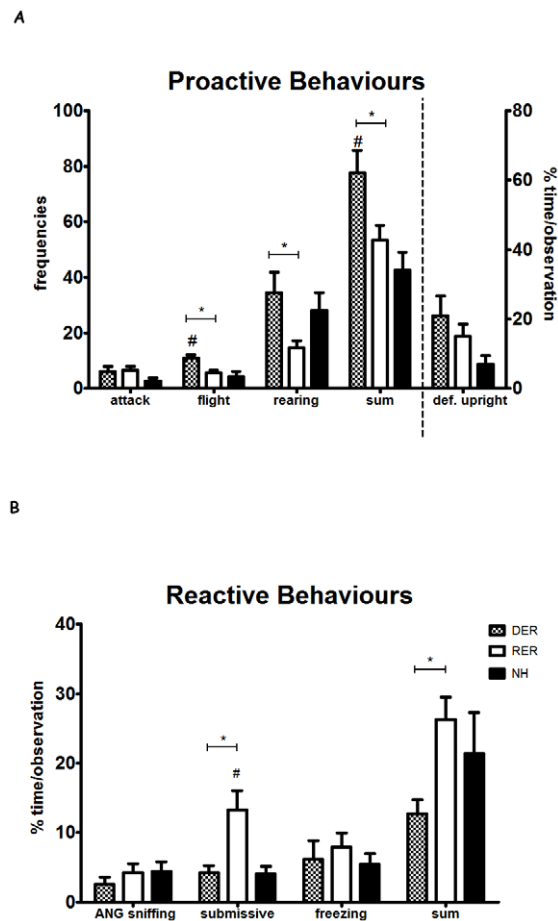 A
Proactive Behaviours
frequencies
% time/observation
100
80
60
40
20
0
80
60
40
20
0
*
#
*
*
#
*
attack
flight
rearing
sum
def. upright
B
Reactive Behaviours
% time/observation
40
30
20
10
0
DER
RER
NH
*
#
*
ANG sniffing
submissive
freezing
sum